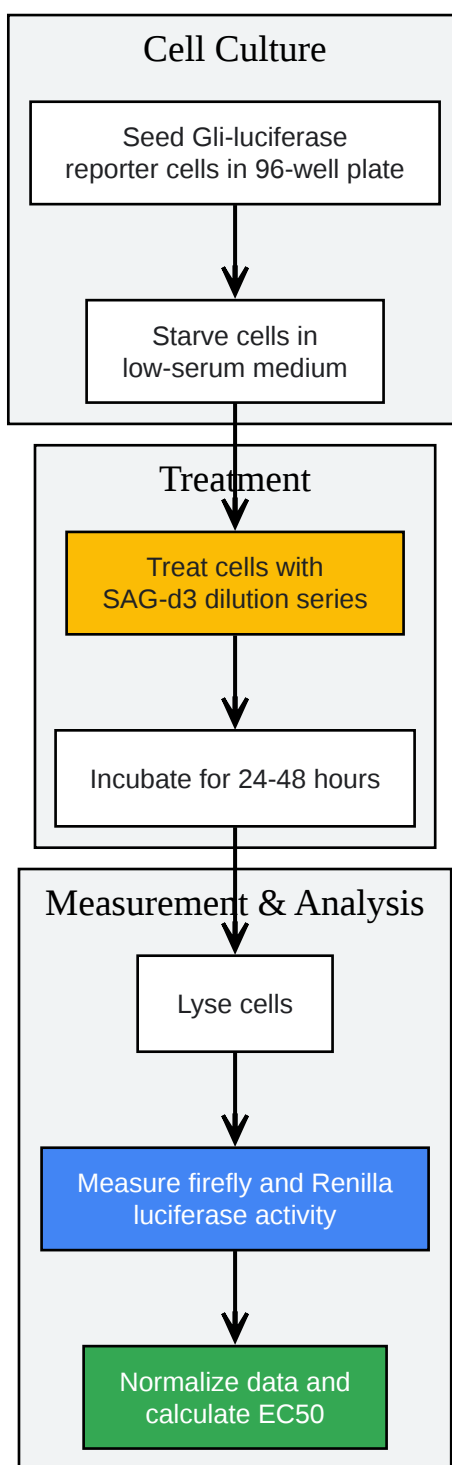 Cell Culture
Seed Gli-luciferase
reporter cells in 96-well plate
Starve cells in
low-serum medium
Treatment
Treat cells with
SAG-d3 dilution series
Incubate for 24-48 hours
Measurement & Analysis
Lyse cells
Measure firefly and Renilla
luciferase activity
Normalize data and
calculate EC50